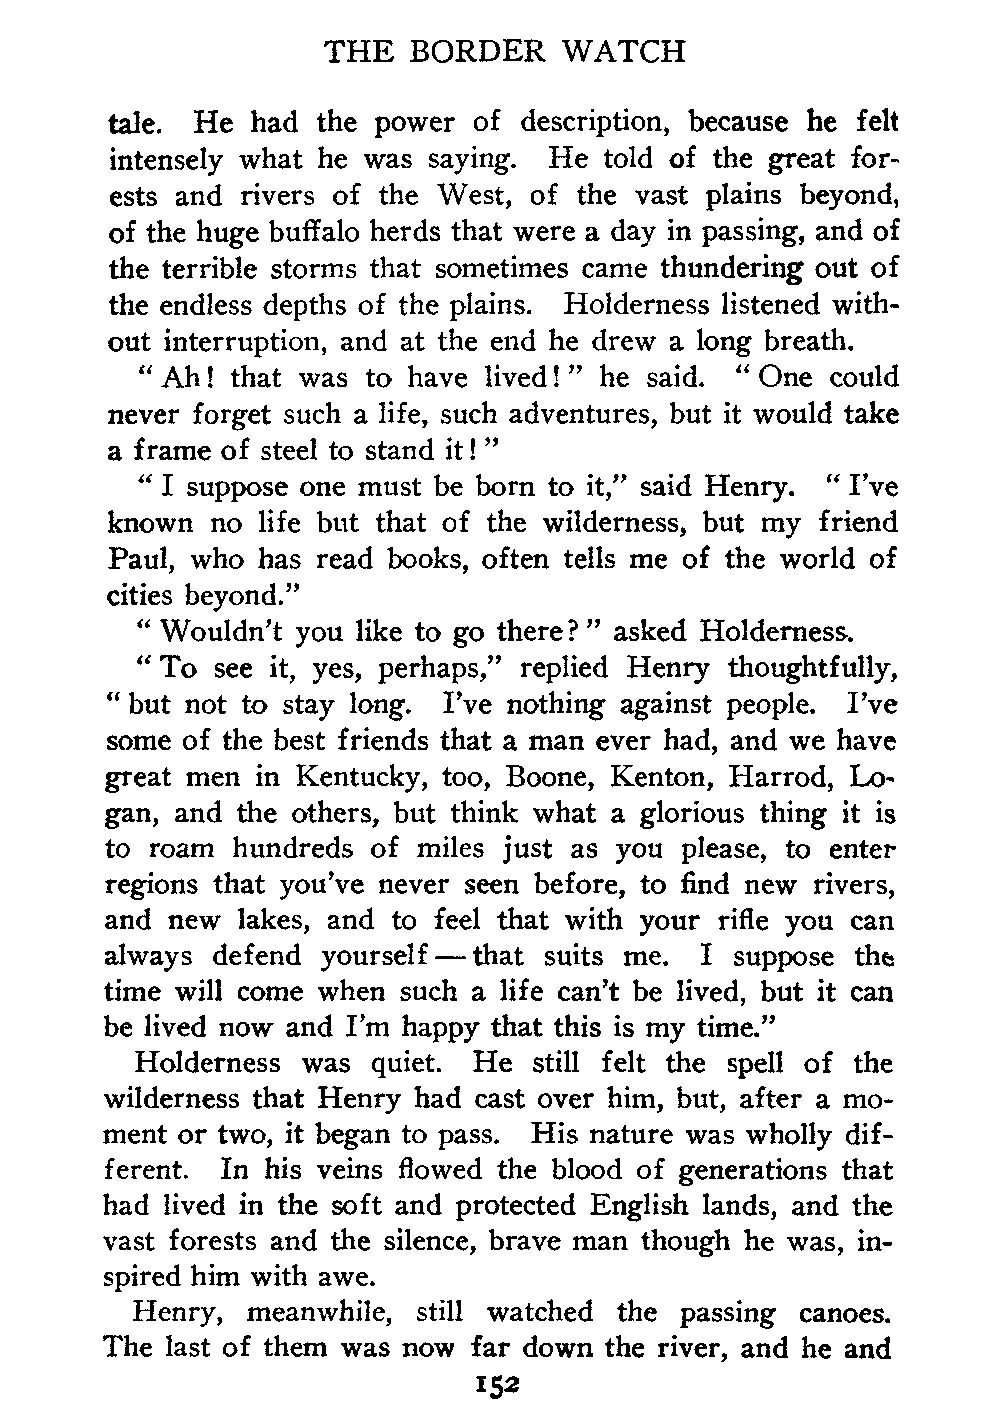 THE BORDER WATCH
tale. He had the power of description, because he felt
intensely what he was saying. He told of the great for-
ests and rivers of the West, of the vast plains beyond,
of the huge buffalo herds that were a day in passing, and of
the terrible storms that sometimes came thundering out of
the endless depths of the plains. Holderness listened with-
out interruption, and at the end he drew a long breath.
“ Ah! that was to have lived! ” he said. “ One could
never forget such a life, such adventures, but it would take
a frame of steel to stand it! ”
“ I suppose one must be born to it,” said Henry. “ I’ve
known no life but that of the wilderness, but my friend
Paul, who has read books, often tells me of the world of
cities beyond.”
“ Wouldn’t you like to go there? ” asked Holderness.
“ To see it, yes, perhaps,” replied Henry thoughtfully,
“ but not to stay long. I’ve nothing against people. I’ve
some of the best friends that a man ever had, and we have
great men in Kentucky, too, Boone, Kenton, Harrod, Lo-
gan, and the others, but think what a glorious thing it is
to roam hundreds of miles just as you please, to enter
regions that you’ve never seen before, to find new rivers,
and new lakes, and to feel that with your rifle you can
always defend yourself — that suits me. I suppose the
time will come when such a life can’t be lived, but it can
be lived now and I’m happy that this is my time.”
Holderness was quiet. He still felt the spell of the
wilderness that Henry had cast over him, but, after a mo-
ment or two, it began to pass. His nature was wholly dif-
ferent. In his veins flowed the blood of generations that
had lived in the soft and protected English lands, and the
vast forests and the silence, brave man though he was, in-
spired him with awe.
Henry, meanwhile, still watched the passing canoes.
The last of them was now far down the river, and he and
152